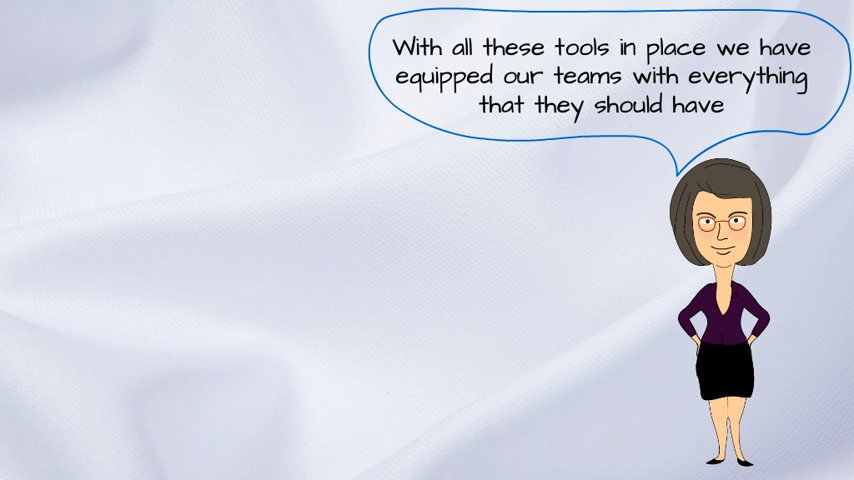 With all these tools in place we have
equipped our teams with everything
that they should have